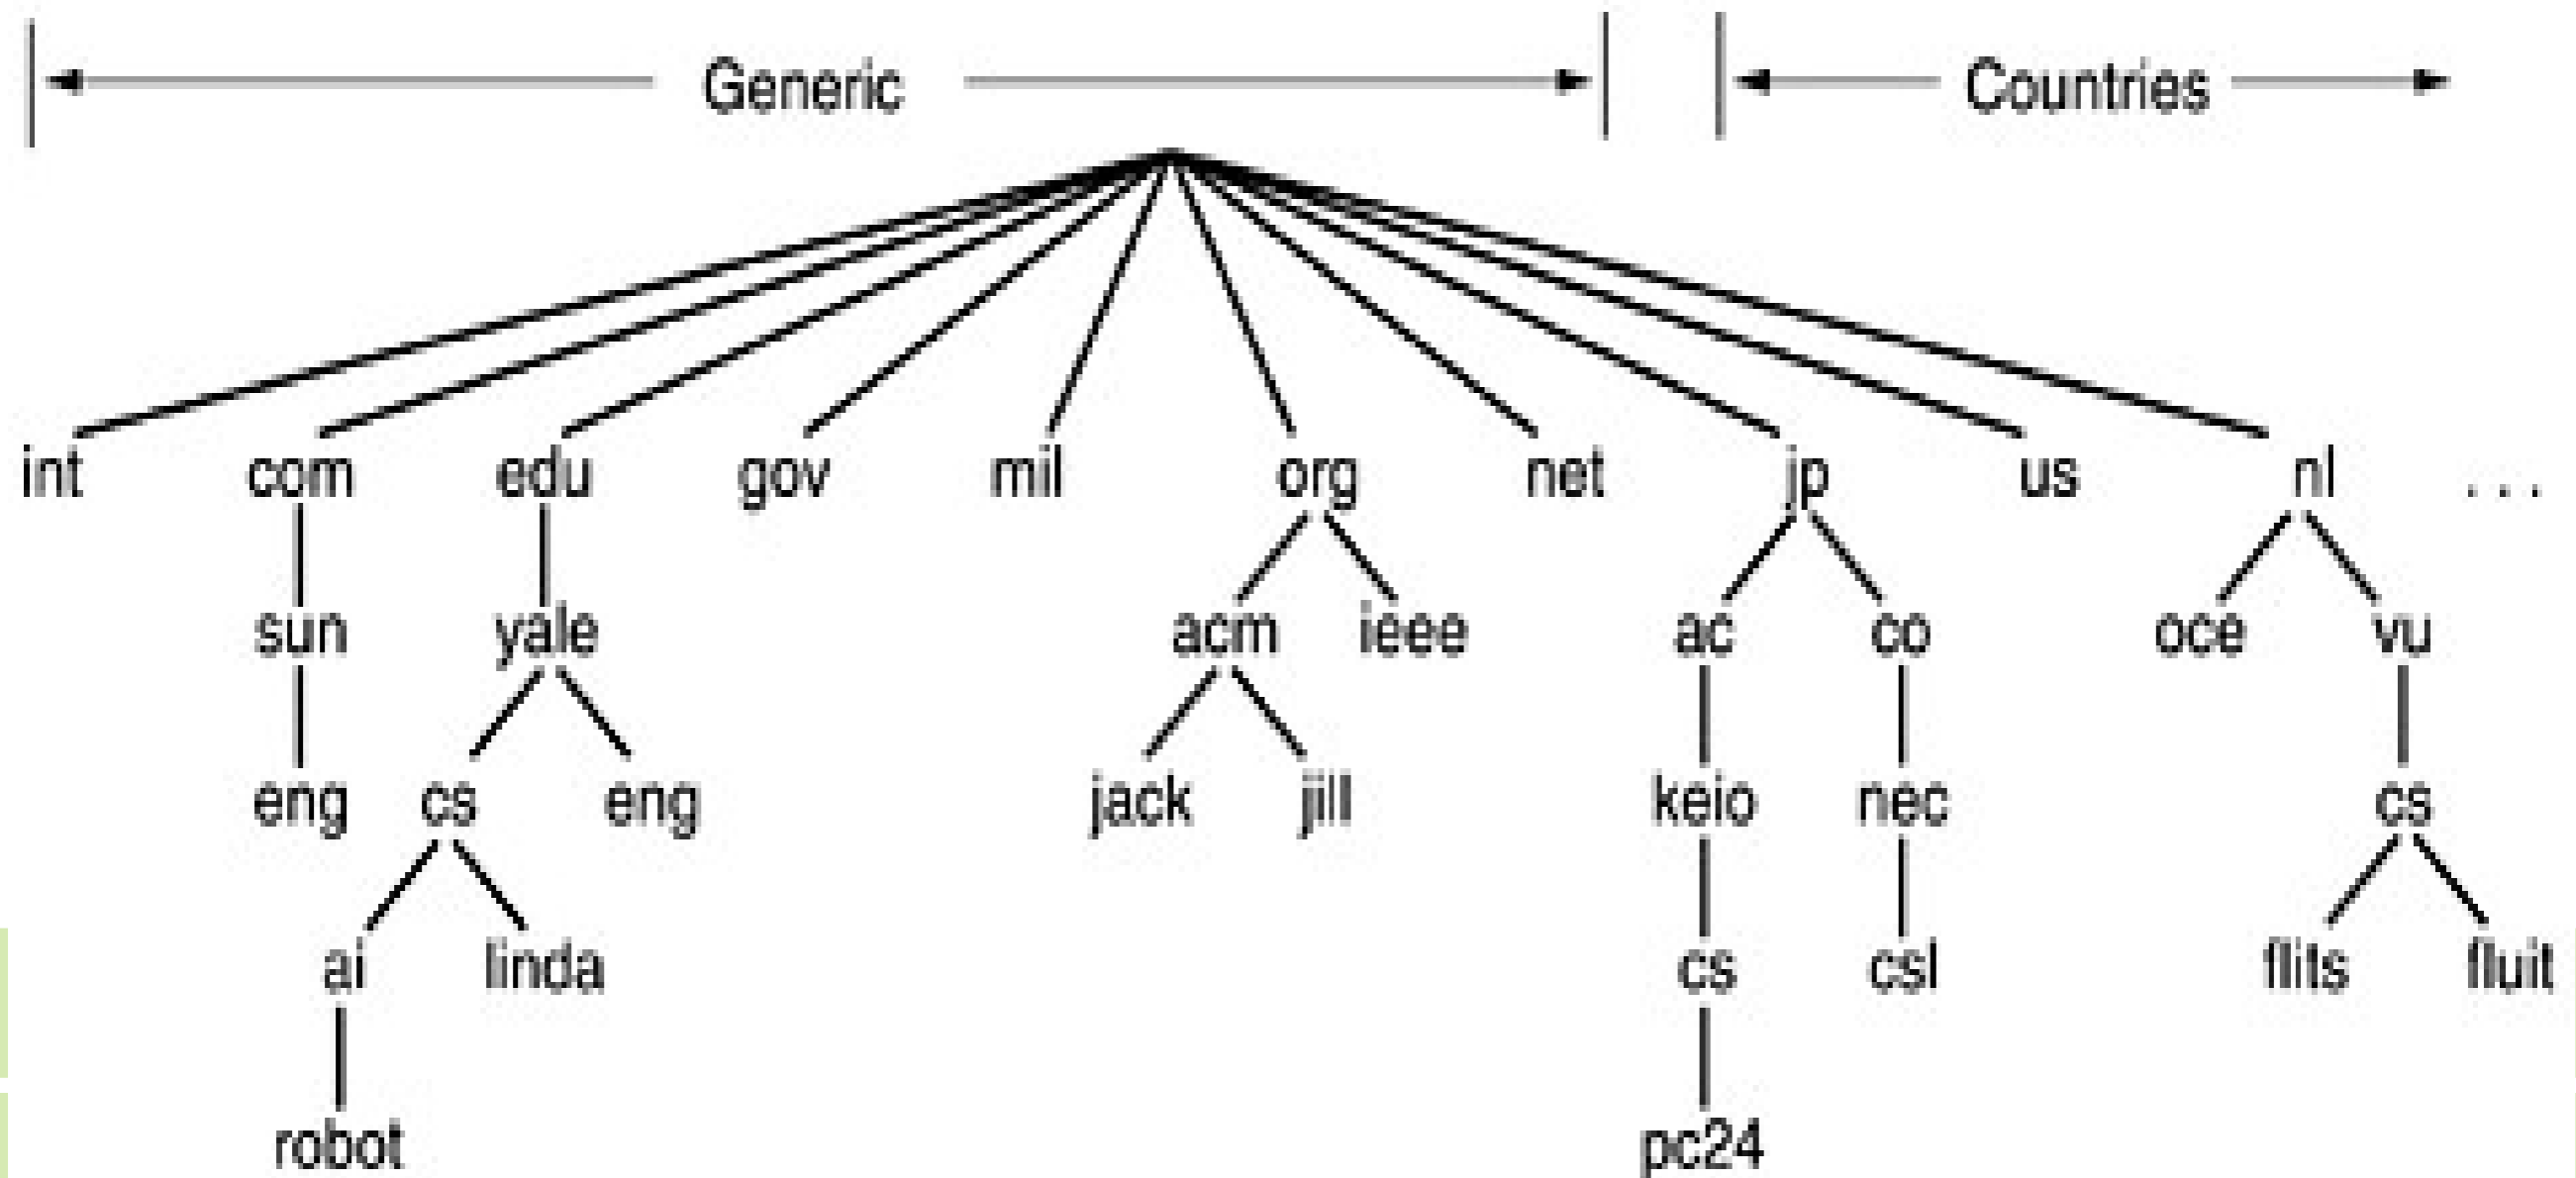 Generic Countries
int com edu gov mil org net jp us nl ...
sun yale acm ieee ac co oce vu
eng cs eng jack jill keio nec cs
ai linda cs csl flits fluit
robot pc24